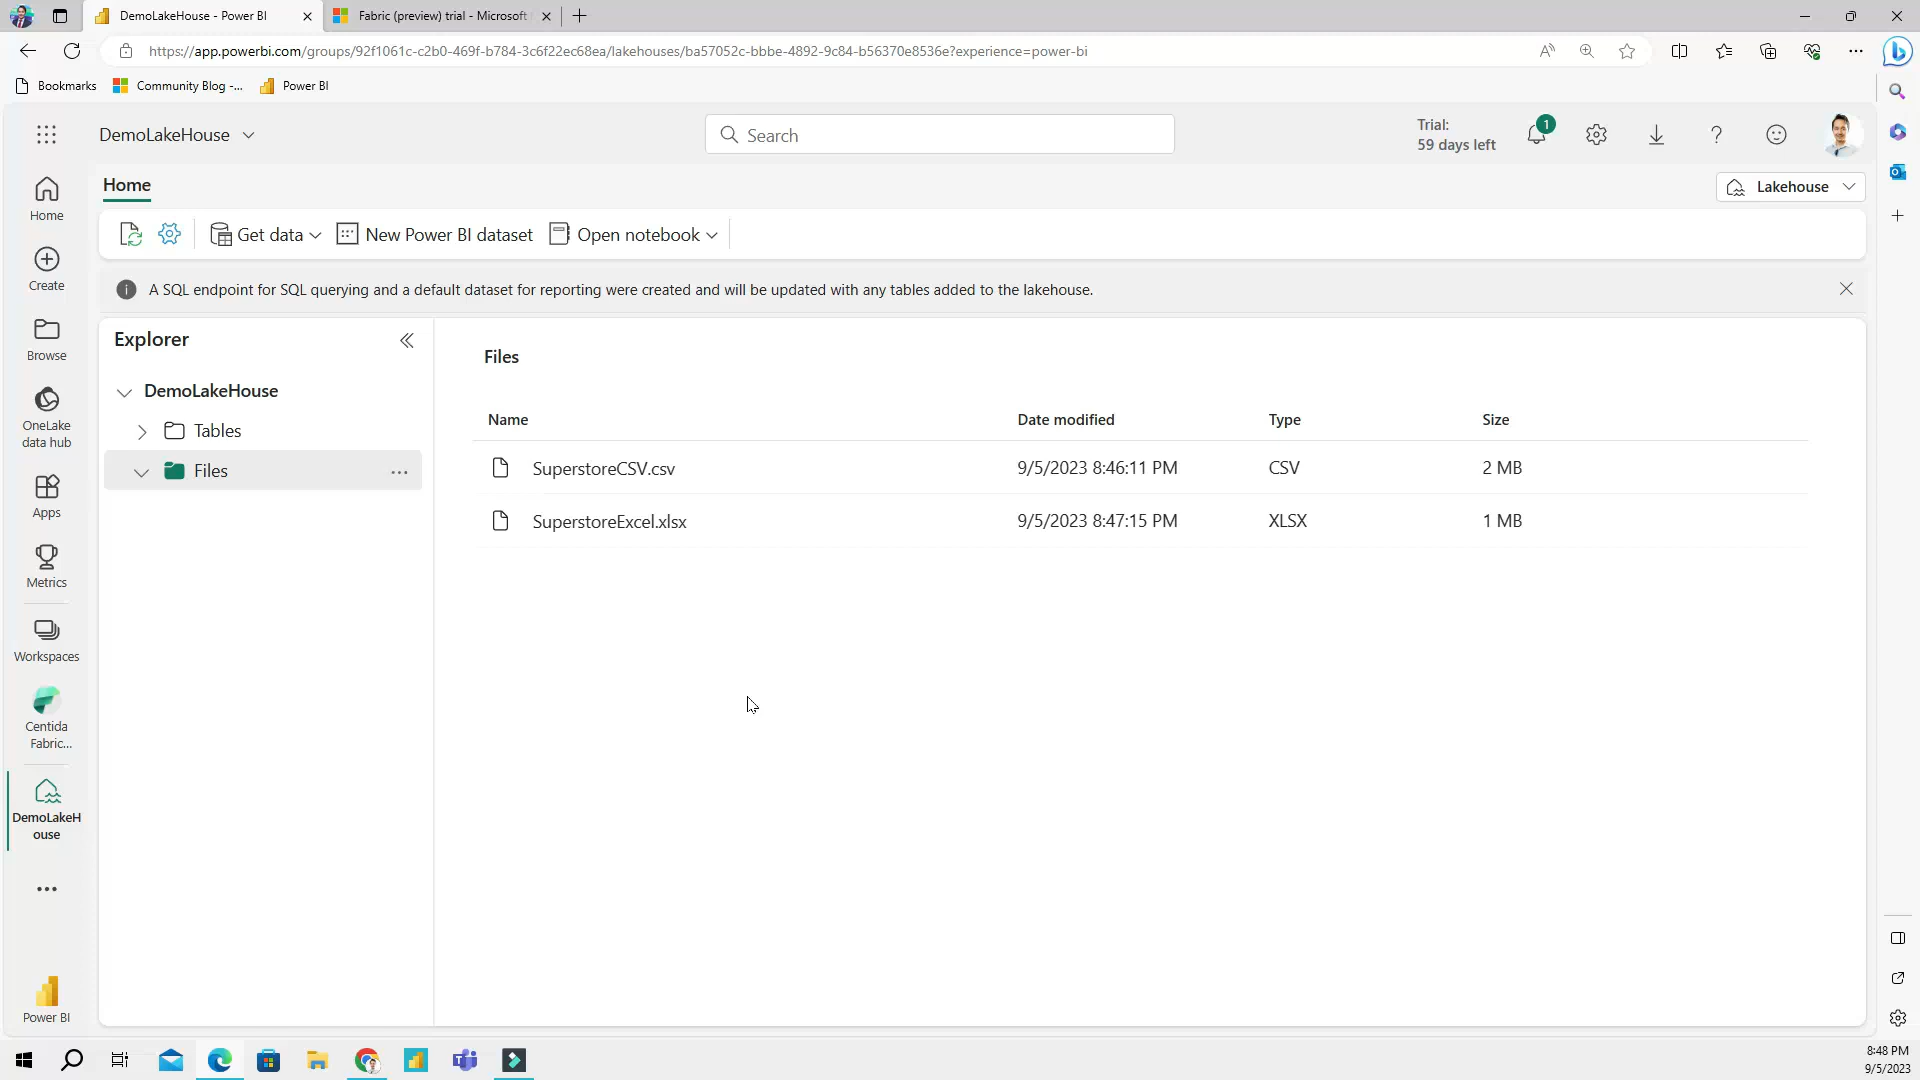 DemoLakeHouse - Power BI
Fabric (preview) trial - Microsoft
https://app.powerbi.com/groups/92f1061c-c2b0-469f-b784-3c6f22ec68ea/lakehouses/ba57052c-bbbe-4892-9c84-b56370e8536e?experience=power-bi
Bookmarks
Community Blog -...
Power BI
DemoLakeHouse
Search
Trial:
59 days left
1
Home
Lakehouse
Get data
New Power BI dataset
Open notebook
A SQL endpoint for SQL querying and a default dataset for reporting were created and will be updated with any tables added to the lakehouse.
Home
Create
Browse
OneLake
data hub
Apps
Metrics
Workspaces
Centida
Fabric...
DemoLakeH
ouse
Power BI
Explorer
DemoLakeHouse
Tables
Files
Files
Name Date modified Type Size
SuperstoreCSV.csv 9/5/2023 8:46:11 PM CSV 2 MB
SuperstoreExcel.xlsx 9/5/2023 8:47:15 PM XLSX 1 MB
8:48 PM
9/5/2023